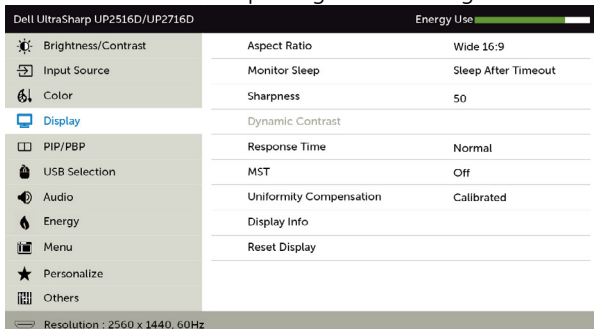 Dell UltraSharp UP2516D/UP2716D Energy Use
Brightness/Contrast Aspect Ratio Wide 16:9
Input Source Monitor Sleep Sleep After Timeout
Color Sharpness 50
Display Dynamic Contrast
PIP/PBP Response Time Normal
USB Selection MST Off
Audio Uniformity Compensation Calibrated
Energy Display Info
Menu Reset Display
Personalize
Others
Resolution : 2560 x 1440, 60Hz